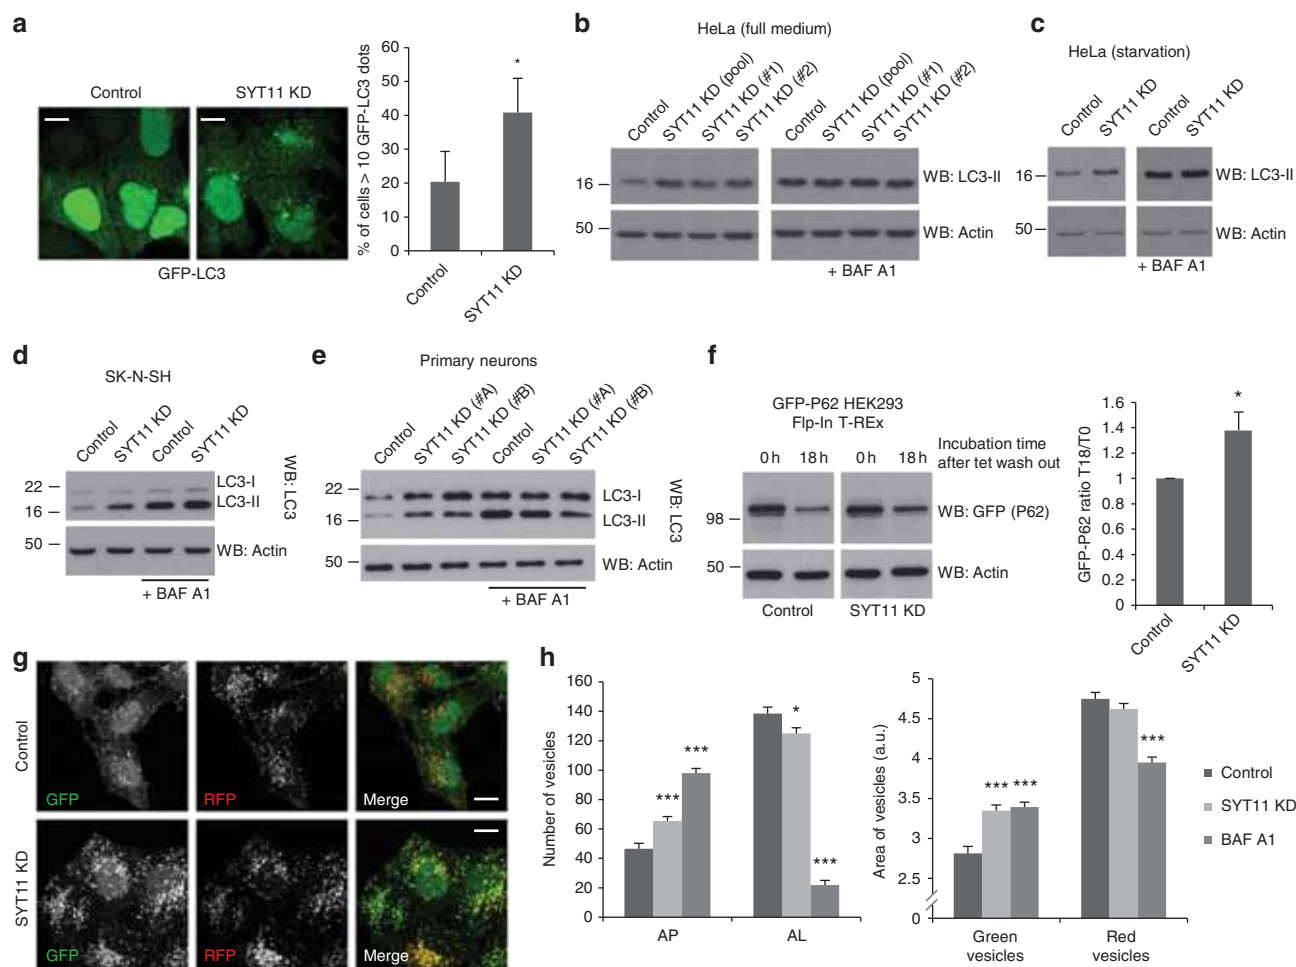 a
Control
SYT11 KD
GFP-LC3
% of cells > 10 GFP-LC3 dots
60
50
40
30
20
10
0
*
Control
SYT11 KD
b
HeLa (full medium)
Control
SYT11 KD (pool)
SYT11 KD (#1)
SYT11 KD (#2)
Control
SYT11 KD (pool)
SYT11 KD (#1)
SYT11 KD (#2)
16
WB: LC3-II
50
WB: Actin
+ BAF A1
c
HeLa (starvation)
Control
SYT11 KD
Control
SYT11 KD
16
WB: LC3-II
50
WB: Actin
+ BAF A1
d
SK-N-SH
Control
SYT11 KD
Control
SYT11 KD
22
LC3-I
16
LC3-II
WB: LC3
50
WB: Actin
+ BAF A1
e
Primary neurons
Control
SYT11 KD (#A)
SYT11 KD (#B)
Control
SYT11 KD (#A)
SYT11 KD (#B)
22
LC3-I
16
LC3-II
WB: LC3
50
WB: Actin
+ BAF A1
f
GFP-P62 HEK293
Flp-In T-REx
0 h 18 h 0 h 18 h
Incubation time
after tet wash out
98
WB: GFP (P62)
50
WB: Actin
Control
SYT11 KD
GFP-P62 ratio T18/T0
1.6
1.4
1.2
1
0.8
0.6
0.4
0.2
0
*
Control
SYT11 KD
g
Control
GFP
RFP
Merge
SYT11 KD
GFP
RFP
Merge
h
Number of vesicles
160
140
120
100
80
60
40
20
0
***
***
*
***
AP
AL
Area of vesicles (a.u.)
5
4.5
4
3.5
3
2.5
0
*** ***
***
Green
vesicles
Red
vesicles
Control
SYT11 KD
BAF A1